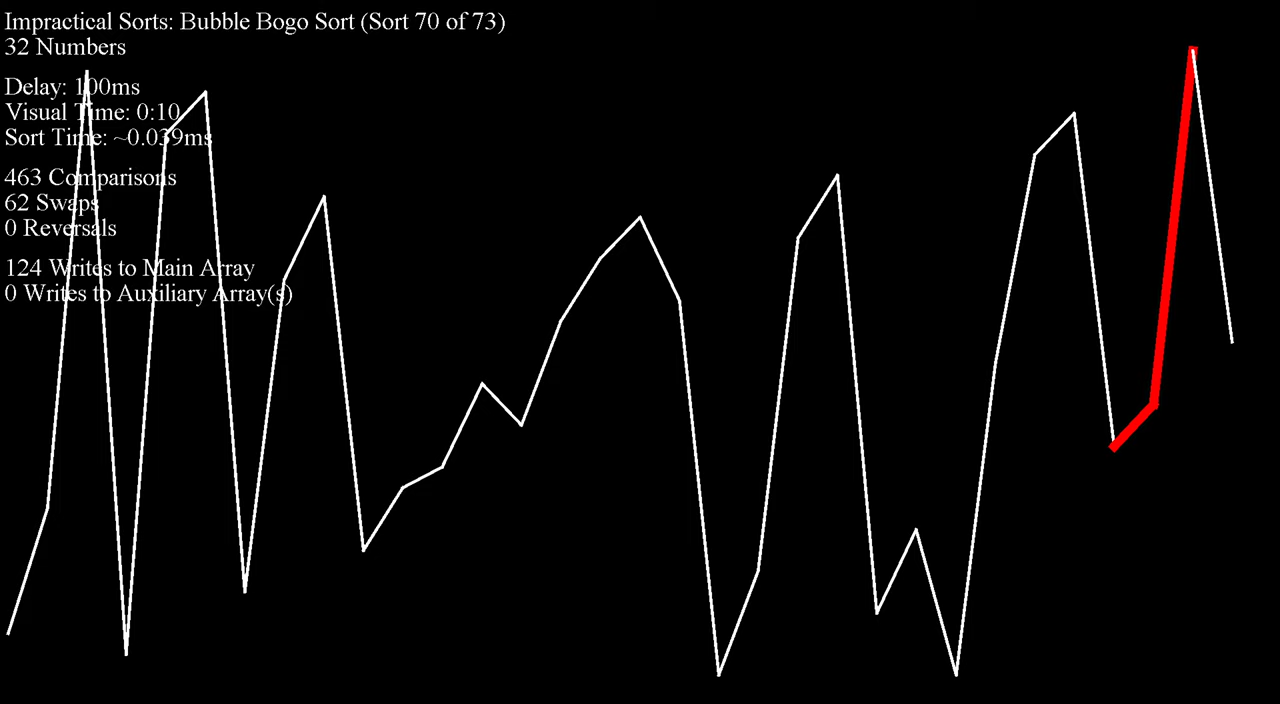 Impractical Sorts: Bubble Bogo Sort (Sort 70 of 73)
32 Numbers
Delay: 100ms
Visual Time: 0:10
Sort Time: ~0.039ms
463 Comparisons
62 Swaps
0 Reversals
124 Writes to Main Array
0 Writes to Auxiliary Array(s)